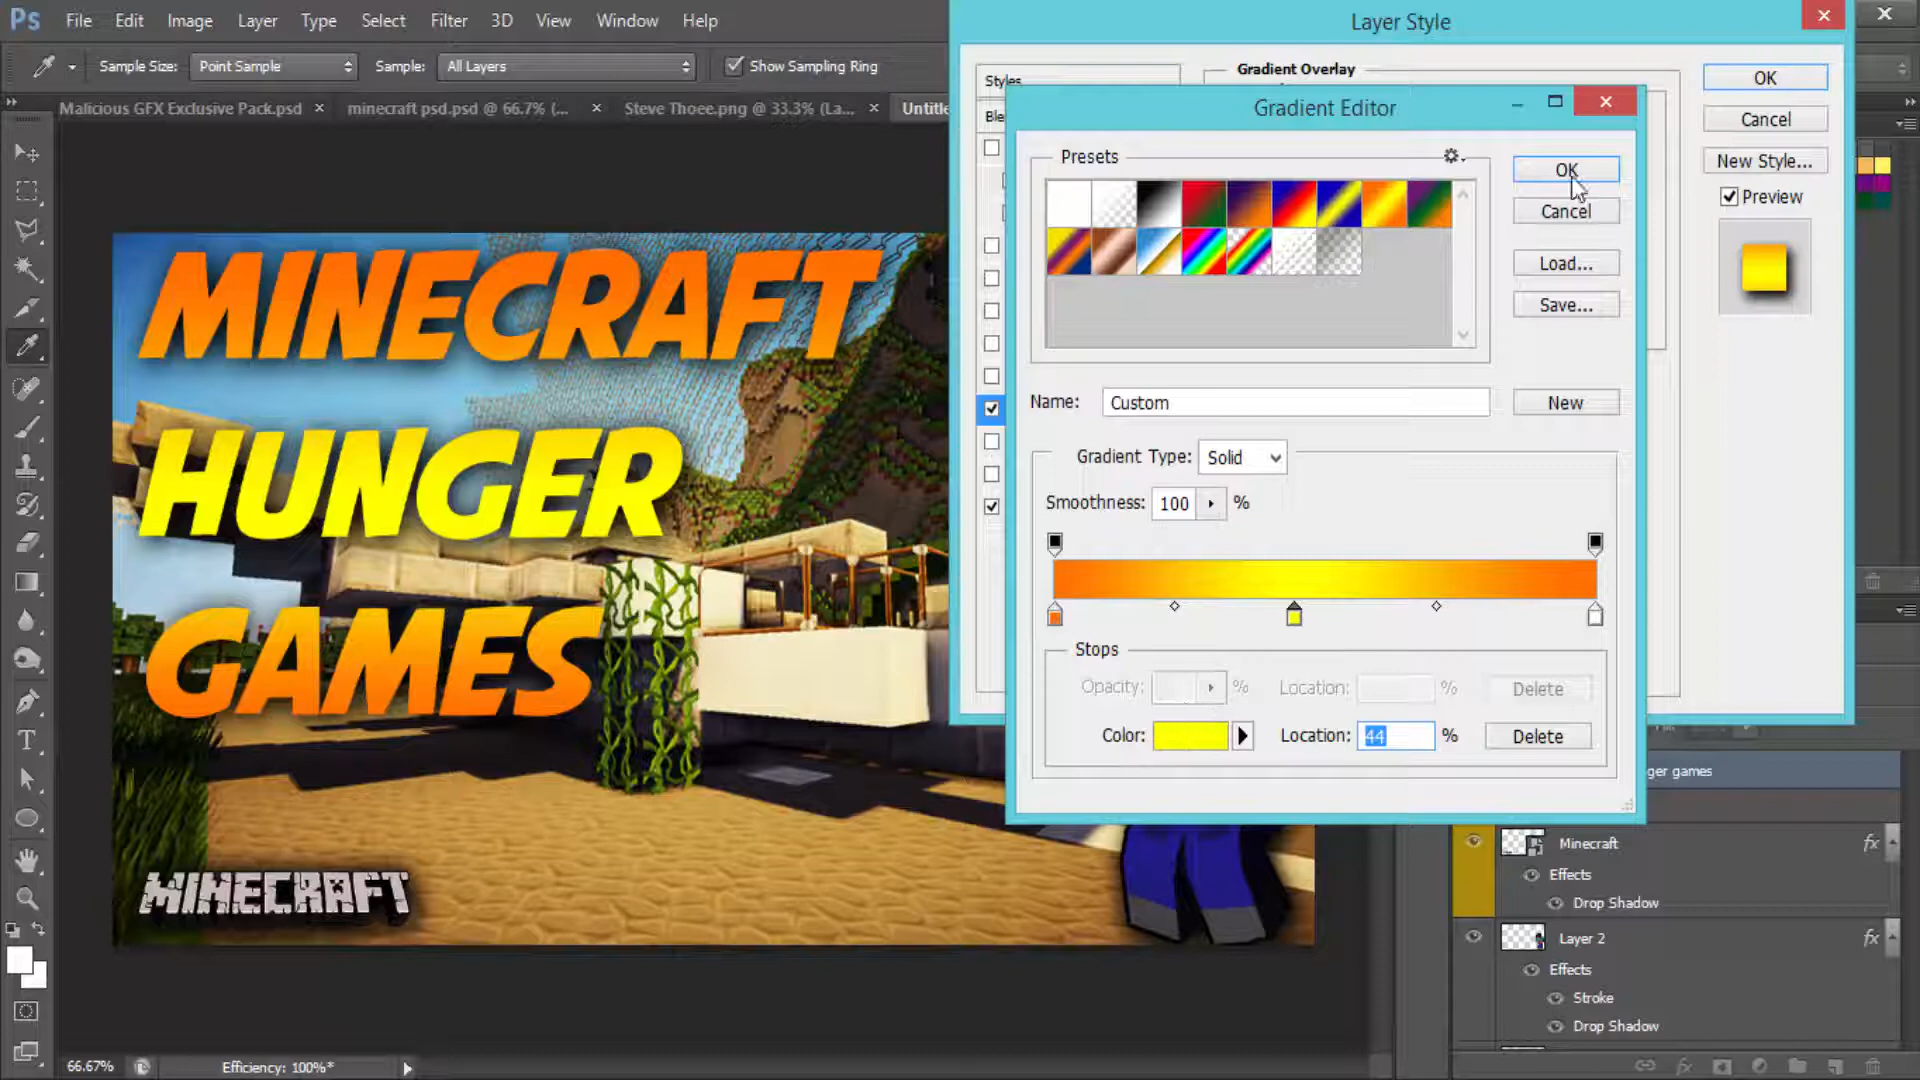 Ps File Edit Image Layer Type Select Filter 3D View Window Help
Sample Size: Point Sample Sample: All Layers Show Sampling Ring
Malicious GFX Exclusive Pack.psd × minecraft psd.psd @ 66.7% (... × Steve Thoee.png @ 33.3% (La... × Untitle
MINECRAFT
HUNGER
GAMES
MINECRAFT
66.67% Efficiency: 100%*
Layer Style
Styles
Gradient Overlay
OK
Cancel
New Style...
Preview
Gradient Editor
Presets
OK
Cancel
Load...
Save...
Name: Custom
New
Gradient Type: Solid
Smoothness: 100 %
Stops
Opacity: % Location: % Delete
Color: Location: 44 % Delete
ger games
Minecraft fx
Effects
Drop Shadow
Layer 2 fx
Effects
Stroke
Drop Shadow